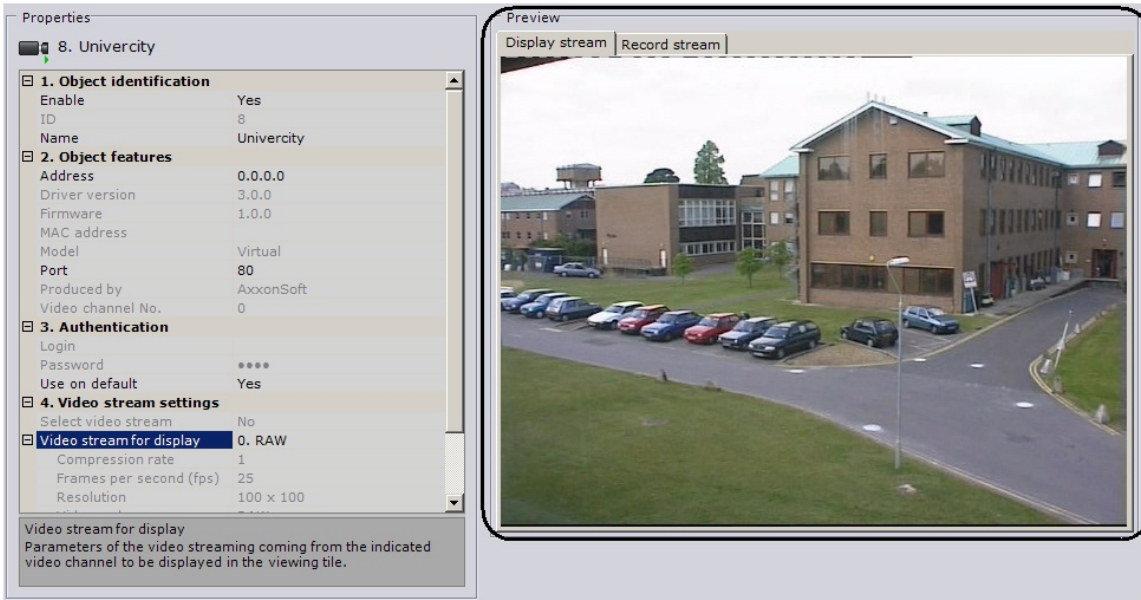 Properties
8. Univercity
1. Object identification
Enable Yes
ID 8
Name Univercity
2. Object features
Address 0.0.0.0
Driver version 3.0.0
Firmware 1.0.0
MAC address
Model Virtual
Port 80
Produced by AxxonSoft
Video channel No. 0
3. Authentication
Login
Password ••••
Use on default Yes
4. Video stream settings
Select video stream No
Video stream for display 0. RAW
Compression rate 1
Frames per second (fps) 25
Resolution 100 x 100
Video stream for display
Parameters of the video streaming coming from the indicated
video channel to be displayed in the viewing tile.
Preview
Display stream Record stream